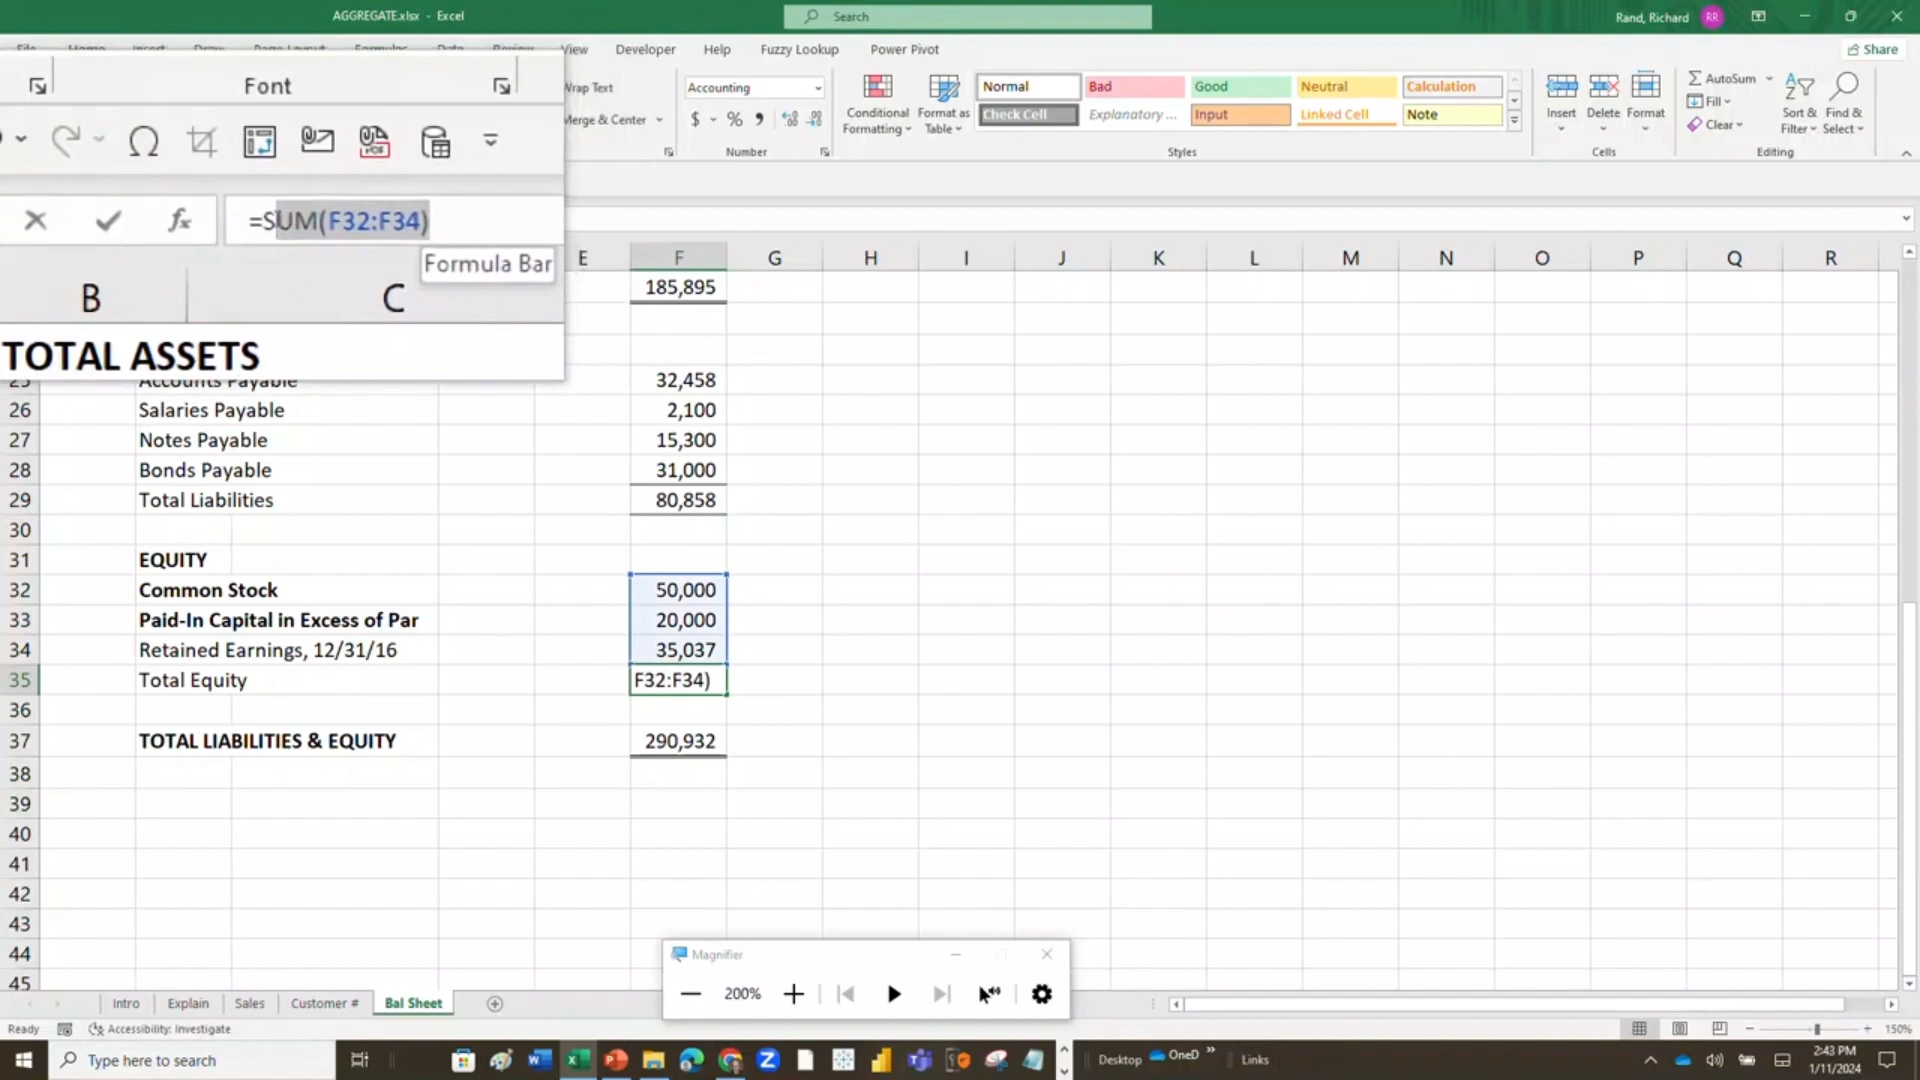 AGGREGATE.xlsx - Excel
Search
Rand, Richard RR
View Developer Help Fuzzy Lookup Power Pivot
Share
Font
Wrap Text
Merge & Center
Accounting
$ % 9
Number
Conditional Formatting
Format as Table
Normal Bad Good Neutral Calculation
Check Cell Explanatory ... Input Linked Cell Note
Styles
Insert Delete Format
Cells
AutoSum
Fill
Clear
Sort & Filter
Find & Select
Editing
fx =SUM(F32:F34)
Formula Bar
B C
E F G H I J K L M N O P Q R
TOTAL ASSETS
185,895
25 Accounts Payable 32,458
26 Salaries Payable 2,100
27 Notes Payable 15,300
28 Bonds Payable 31,000
29 Total Liabilities 80,858
30
31 EQUITY
32 Common Stock 50,000
33 Paid-In Capital in Excess of Par 20,000
34 Retained Earnings, 12/31/16 35,037
35 Total Equity F32:F34)
36
37 TOTAL LIABILITIES & EQUITY 290,932
38
39
40
41
42
43
44
45
Magnifier
200%
Intro Explain Sales Customer # Bal Sheet
Ready Accessibility: Investigate
150%
Type here to search
Desktop OneD Links
2:43 PM
1/11/2024